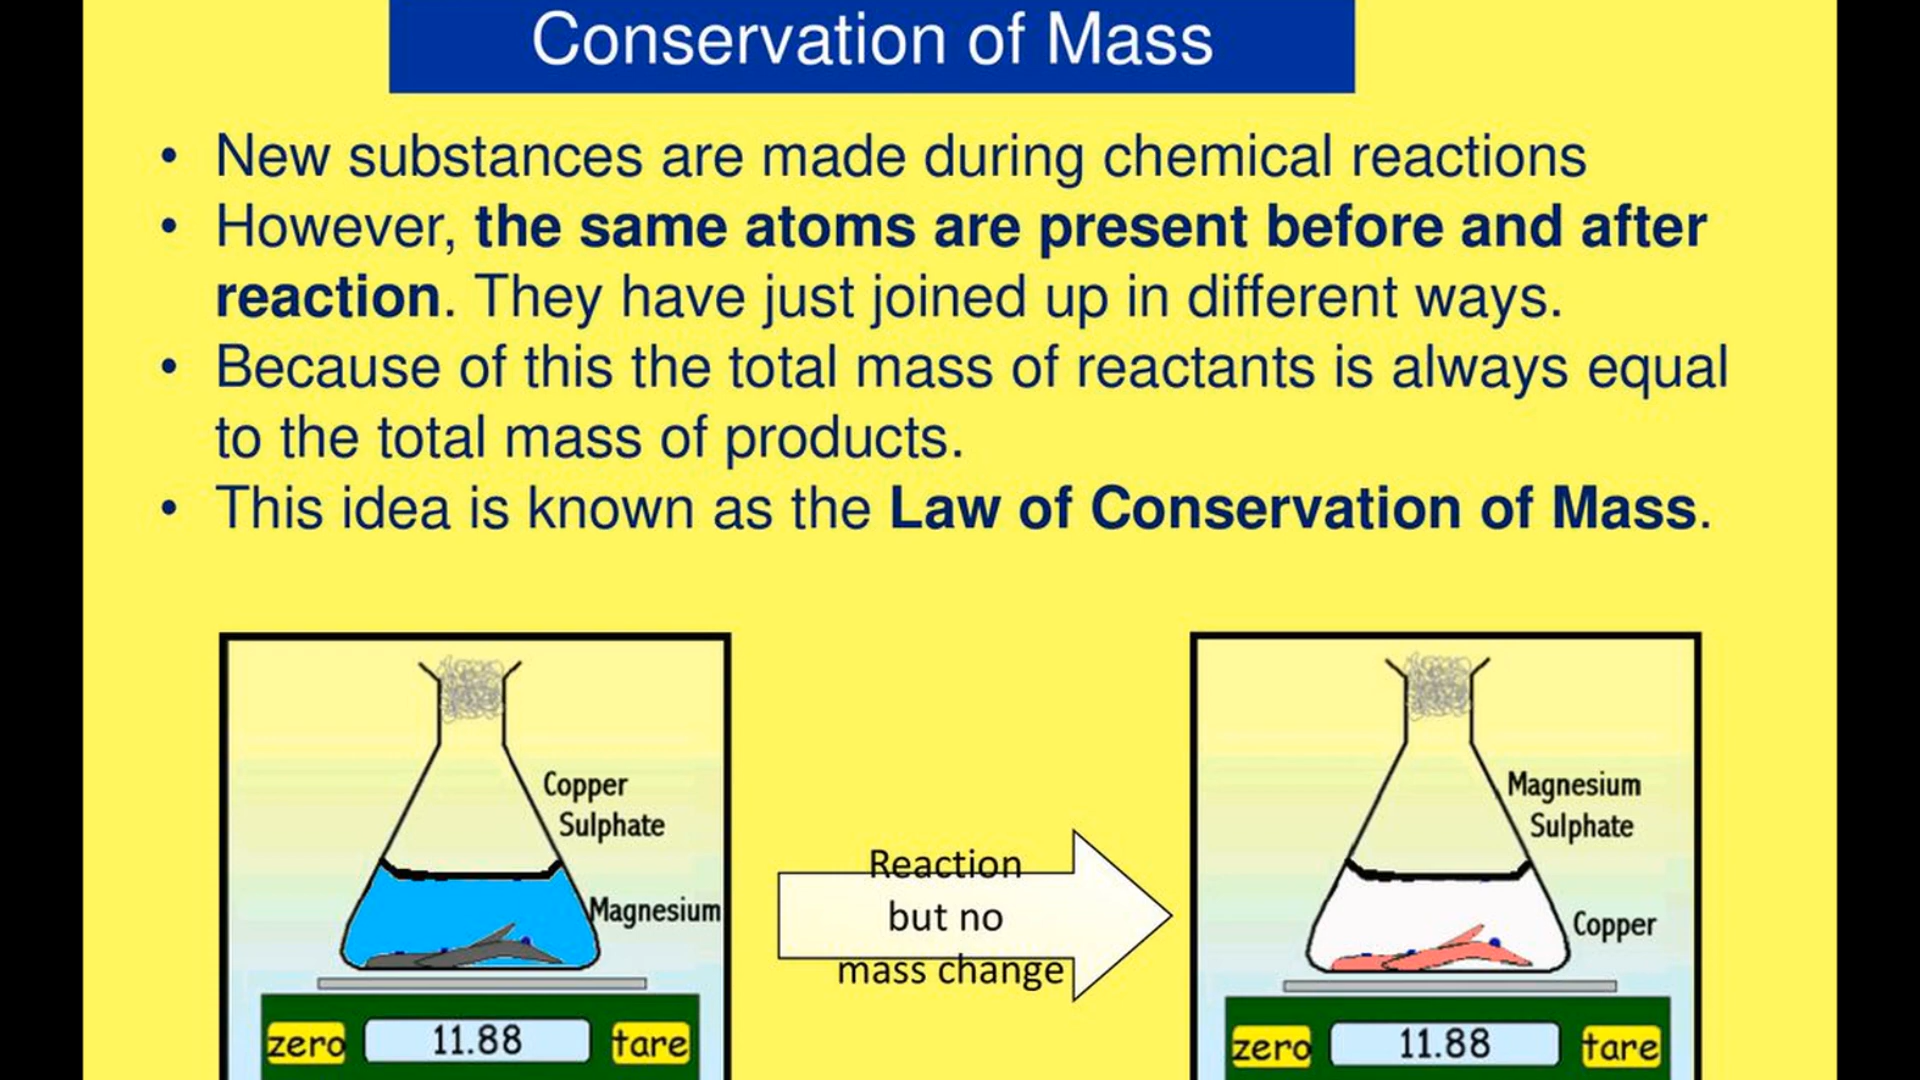 Conservation of Mass
• New substances are made during chemical reactions
• However, the same atoms are present before and after
reaction. They have just joined up in different ways.
• Because of this the total mass of reactants is always equal
to the total mass of products.
• This idea is known as the Law of Conservation of Mass.
Copper
Sulphate
Magnesium
zero 11.88 tare
Reaction
but no
mass change
Magnesium
Sulphate
Copper
zero 11.88 tare